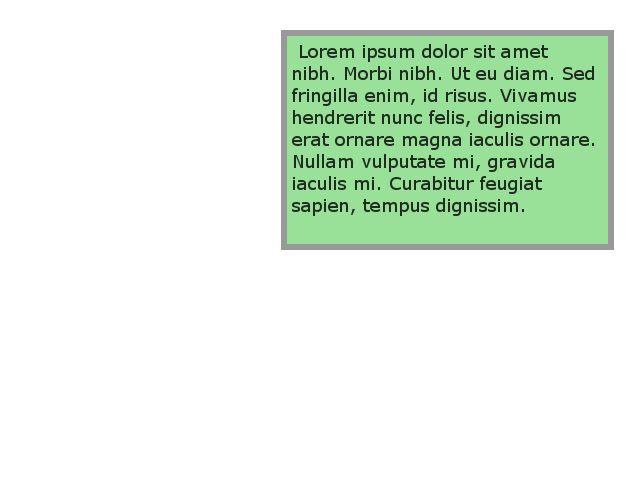 Lorem ipsum dolor sit amet
nibh. Morbi nibh. Ut eu diam. Sed
fringilla enim, id risus. Vivamus
hendrerit nunc felis, dignissim
erat ornare magna iaculis ornare.
Nullam vulputate mi, gravida
iaculis mi. Curabitur feugiat
sapien, tempus dignissim.